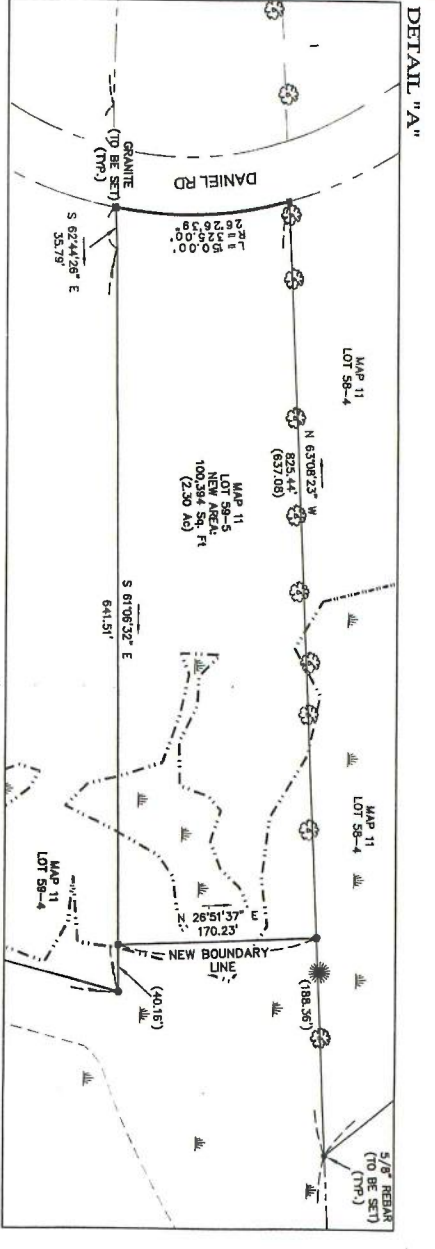 DETAIL "A"
GRANITE
(TO BE SET)
(TYP.)
DANIEL RD
L= 150.00'
R= 325.00'
26°26'39"
S 62°44'26" E
35.79'
MAP 11
LOT 58-4
N 63°08'23" W
825.44'
(637.08)
MAP 11
LOT 59-5
NEW AREA:
100,394 Sq. Ft
(2.30 Ac)
S 61°06'32" E
641.51'
MAP 11
LOT 58-4
MAP 11
LOT 59-4
N 26°51'37" E
170.23'
NEW BOUNDARY
LINE
(40.16')
(188.36')
5/8" REBAR
(TO BE SET)
(TYP.)